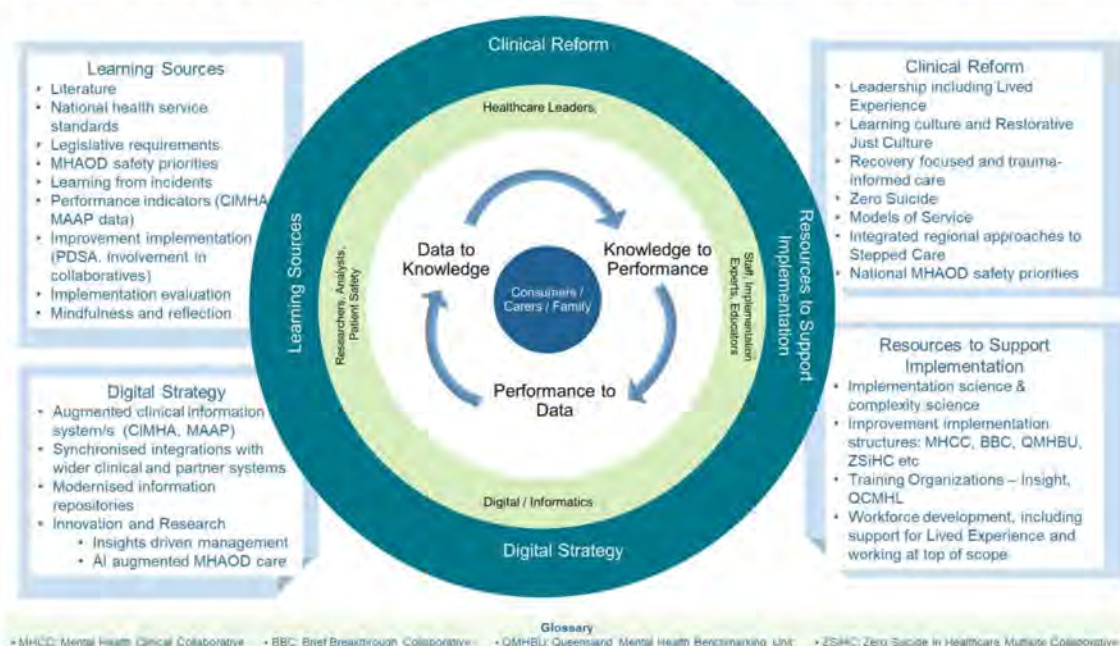 Clinical Reform
Healthcare Leaders,
Learning Sources
Researchers, Analysts,
Patient Safety
Data to
Knowledge
Knowledge to
Performance
Consumers /
Carers / Family
Performance to
Data
Staff, Implementation
Experts, Educators
Resources to Support
Implementation
Digital / Informatics
Digital Strategy
Learning Sources
• Literature
• National health service
standards
• Legislative requirements
• MHAOD safety priorities
• Learning from incidents
• Performance indicators (CIMHA
MAAP data)
• Improvement implementation
(PDSA. Involvement in
collaboratives)
• Implementation evaluation
• Mindfulness and reflection
Digital Strategy
• Augmented clinical information
system/s (CIMHA, MAAP)
• Synchronised integrations with
wider clinical and partner systems
• Modernised information
repositories
• Innovation and Research
• Insights driven management
• AI augmented MHAOD care
Clinical Reform
• Leadership including Lived
Experience
• Learning culture and Restorative
Just Culture
• Recovery focused and trauma-
informed care
• Zero Suicide
• Models of Service
• Integrated regional approaches to
Stepped Care
• National MHAOD safety priorities
Resources to Support
Implementation
• Implementation science &
complexity science
• Improvement implementation
structures: MHCC, BBC, QMHBU,
ZSiHC etc
• Training Organizations – Insight,
QCMHL
• Workforce development, including
support for Lived Experience and
working at top of scope
Glossary
• MHCC: Mental Health Clinical Collaborative • BBC: Brief Breakthrough Collaborative • QMHBU: Queensland Mental Health Benchmarking Unit • ZSiHC: Zero Suicide in Healthcare Multisite Collaborative